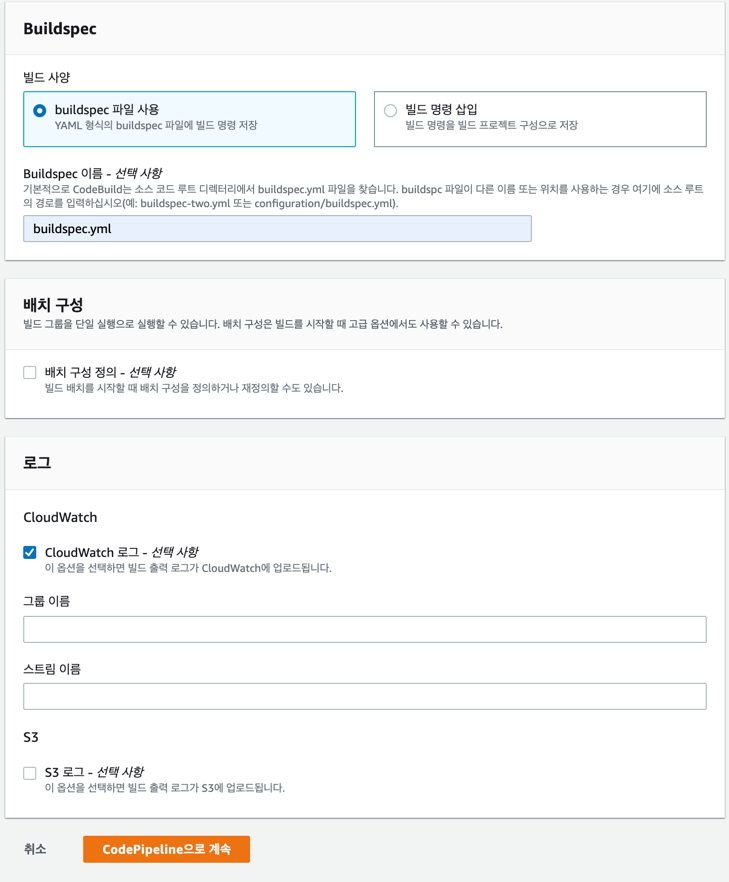 Buildspec
빌드 사양
buildspec 파일 사용
YAML 형식의 buildspec 파일에 빌드 명령 저장
빌드 명령 삽입
빌드 명령을 빌드 프로젝트 구성으로 저장
Buildspec 이름 - 선택 사항
기본적으로 CodeBuild는 소스 코드 루트 디렉터리에서 buildspec.yml 파일을 찾습니다. buildspc 파일이 다른 이름 또는 위치를 사용하는 경우 여기에 소스 루트
의 경로를 입력하십시오(예: buildspec-two.yml 또는 configuration/buildspec.yml).
buildspec.yml
배치 구성
빌드 그룹을 단일 실행으로 실행할 수 있습니다. 배치 구성은 빌드를 시작할 때 고급 옵션에서도 사용할 수 있습니다.
배치 구성 정의 - 선택 사항
빌드 배치를 시작할 때 배치 구성을 정의하거나 재정의할 수도 있습니다.
로그
CloudWatch
CloudWatch 로그 - 선택 사항
이 옵션을 선택하면 빌드 출력 로그가 CloudWatch에 업로드됩니다.
그룹 이름
스트림 이름
S3
S3 로그 - 선택 사항
이 옵션을 선택하면 빌드 출력 로그가 S3에 업로드됩니다.
취소
CodePipeline으로 계속